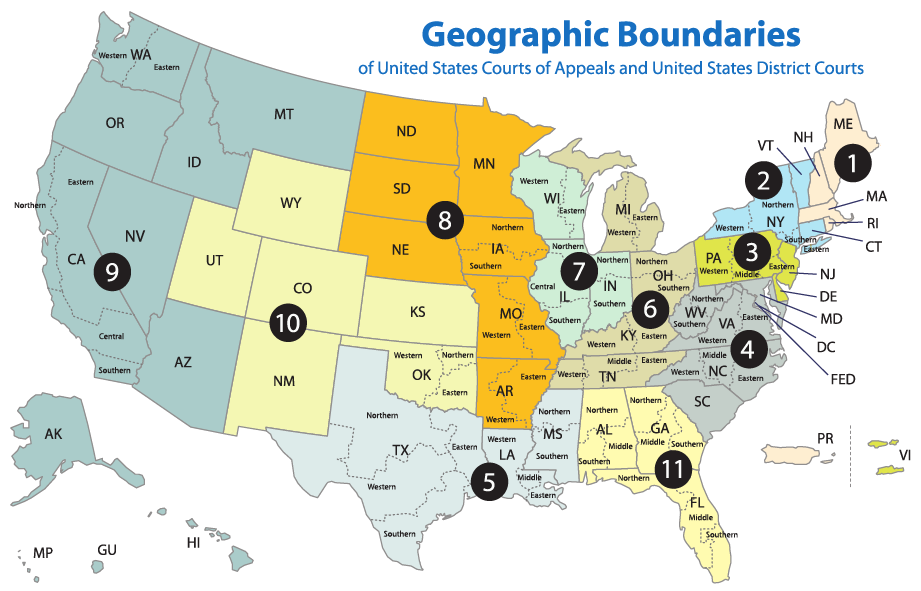 Geographic Boundaries
of United States Courts of Appeals and United States District Courts
Western
WA
Eastern
OR
ID
MT
Northern
Eastern
CA
Central
Southern
NV
9
AZ
AK
MP
GU
HI
WY
UT
CO
10
KS
NM
Western
Northern
OK
Eastern
ND
MN
SD
8
NE
Northern
IA
Southern
MO
Western
Eastern
AR
Eastern
Western
Northern
TX
Eastern
Western
Southern
5
Western
LA
Middle
Eastern
Northern
MS
Southern
Western
WI
Eastern
7
Northern
Central
IL
Southern
Northern
IN
Southern
MI
Western
Eastern
Northern
OH
Southern
6
KY
Western
Eastern
Middle
Western
TN
Eastern
Northern
AL
Middle
Southern
Northern
GA
Middle
Southern
11
Northern
FL
Middle
Southern
Northern
WV
Southern
VA
Eastern
Western
4
Middle
NC
Western
Eastern
SC
PA
3
Western
Middle
Eastern
2
Northern
NY
Western
Southern
Eastern
VT
NH
ME
1
MA
RI
CT
NJ
DE
MD
DC
FED
PR
VI